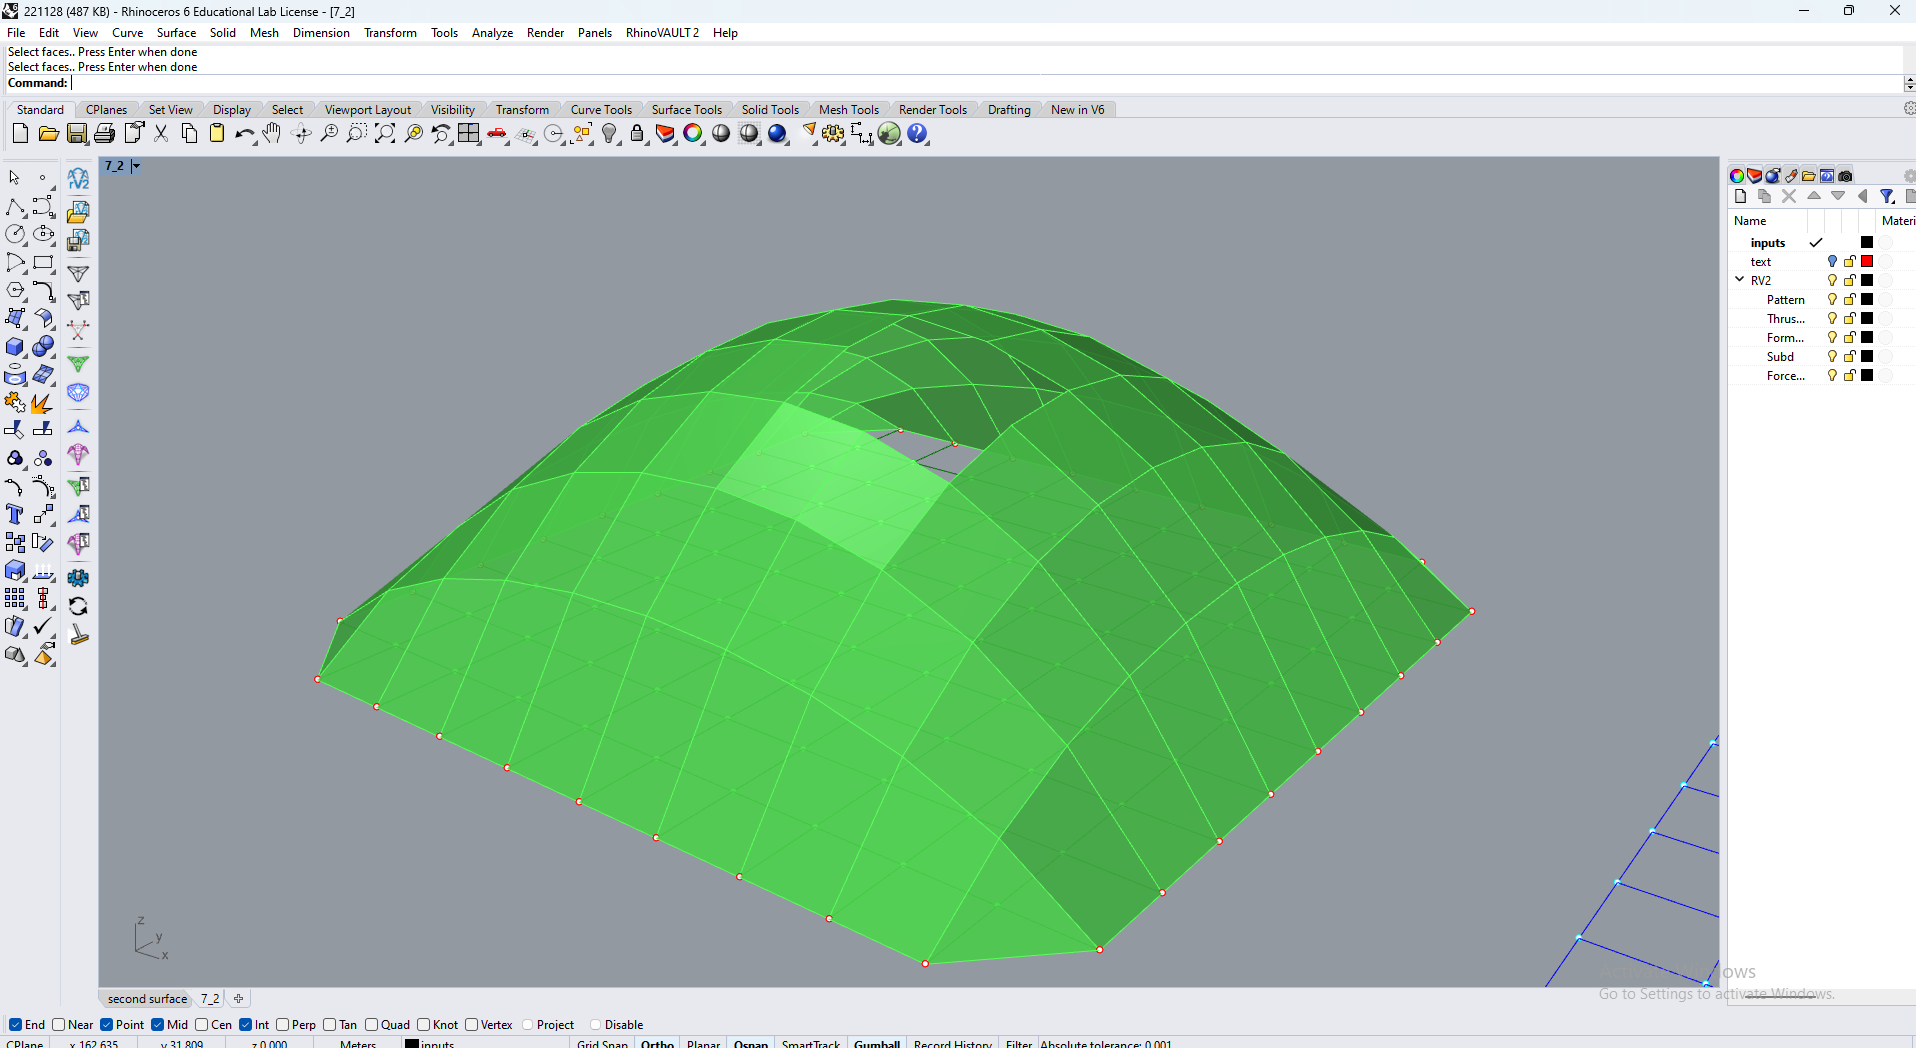 221128 (487 KB) - Rhinoceros 6 Educational Lab License - [7_2]
File Edit View Curve Surface Solid Mesh Dimension Transform Tools Analyze Render Panels RhinoVAULT2 Help
Select faces.. Press Enter when done
Select faces.. Press Enter when done
Command:
Standard CPlanes Set View Display Select Viewport Layout Visibility Transform Curve Tools Surface Tools Solid Tools Mesh Tools Render Tools Drafting New in V6
7_2
rV2
Name Materi
inputs
text
RV2
Pattern
Thrus...
Form...
Subd
Force...
z
y
x
Go to Settings to activate Windows.
second surface 7_2
End Near Point Mid Cen Int Perp Tan Quad Knot Vertex Project Disable
CPlane x 162.635 y 31.809 z 0.000 Meters inputs Grid Snap Ortho Planar Osnap SmartTrack Gumball Record History Filter Absolute tolerance: 0.001